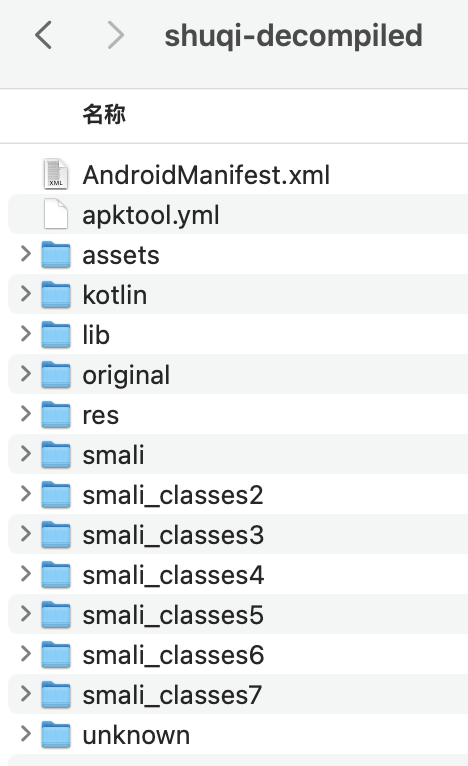 shuqi-decompiled
名称
XML
AndroidManifest.xml
apktool.yml
assets
kotlin
lib
original
res
smali
smali_classes2
smali_classes3
smali_classes4
smali_classes5
smali_classes6
smali_classes7
unknown